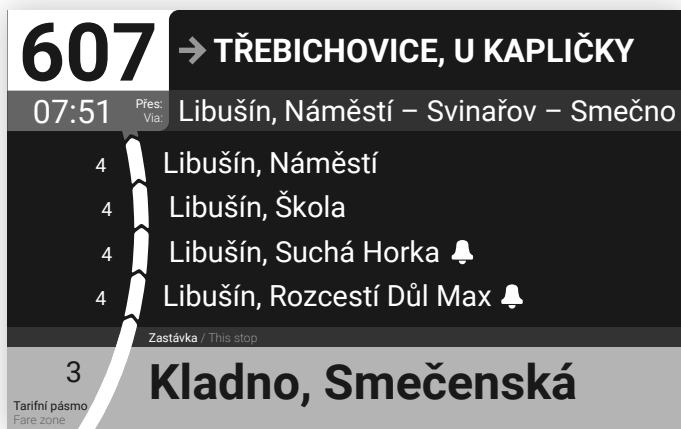 607 → TŘEBICHOVICE, U KAPLIČKY
07:51 Přes: Via: Libušín, Náměstí – Svinařov – Smečno
4 Libušín, Náměstí
4 Libušín, Škola
4 Libušín, Suchá Horka
4 Libušín, Rozcestí Důl Max
Zastávka / This stop
3 Kladno, Smečenská
Tarifní pásmo
Fare zone